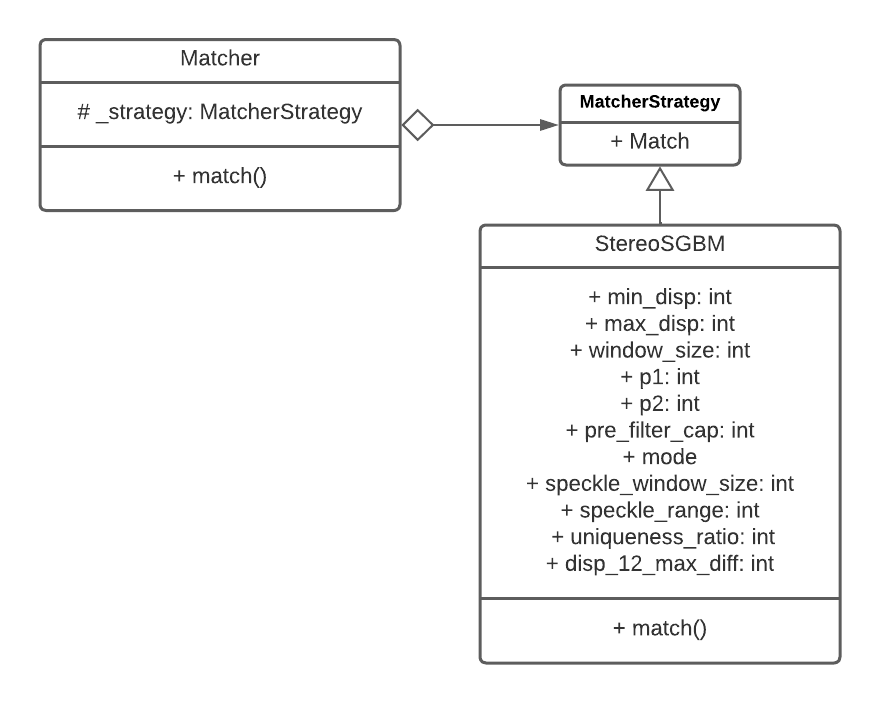 Matcher
# _strategy: MatcherStrategy
+ match()
MatcherStrategy
+ Match
StereoSGBM
+ min_disp: int
+ max_disp: int
+ window_size: int
+ p1: int
+ p2: int
+ pre_filter_cap: int
+ mode
+ speckle_window_size: int
+ speckle_range: int
+ uniqueness_ratio: int
+ disp_12_max_diff: int
+ match()